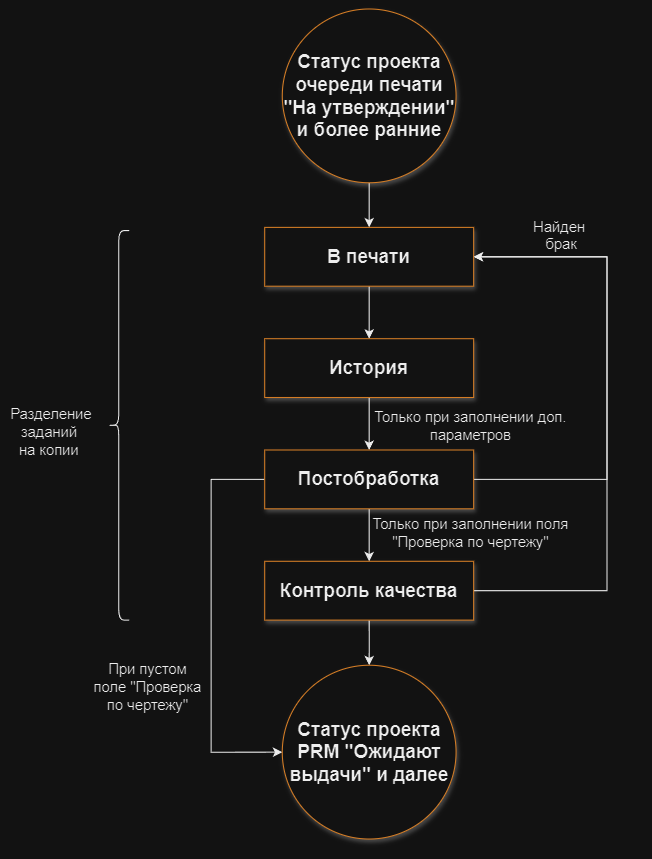 Статус проекта
очереди печати
"На утверждении"
и более ранние
Найден
брак
В печати
История
Разделение
заданий
на копии
Только при заполнении доп.
параметров
Постобработка
Только при заполнении поля
"Проверка по чертежу"
Контроль качества
При пустом
поле "Проверка
по чертежу"
Статус проекта
PRM "Ожидают
выдачи" и далее